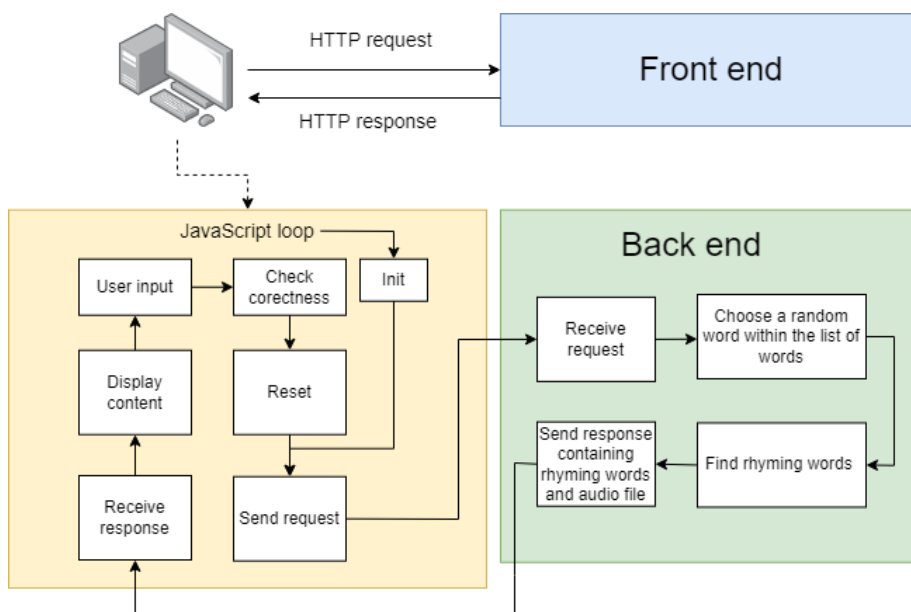 HTTP request
Front end
HTTP response
JavaScript loop
Back end
User input
Check
corectness
Init
Receive
request
Choose a random
word within the list of
words
Display
content
Reset
Send response
containing
rhyming words
and audio file
Find rhyming words
Receive
response
Send request